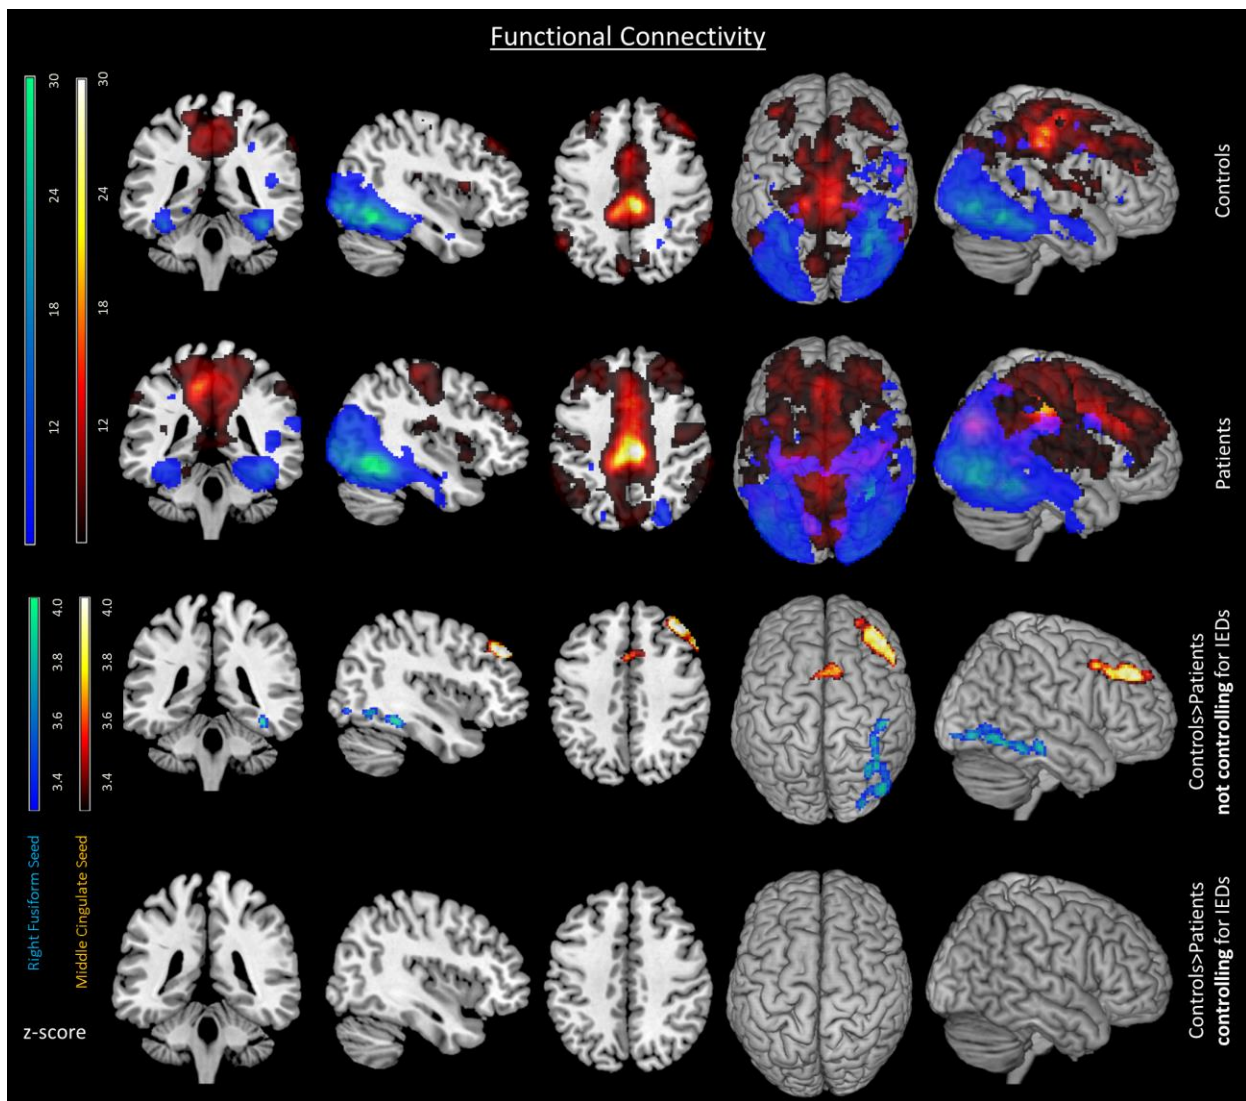 Functional Connectivity
30
24
18
12
30
24
18
12
Controls
Patients
4.0
3.8
3.6
3.4
4.0
3.8
3.6
3.4
Controls>Patients
not controlling for IEDs
Right Fusiform Seed
Middle Cingulate Seed
Controls>Patients
controlling for IEDs
z-score